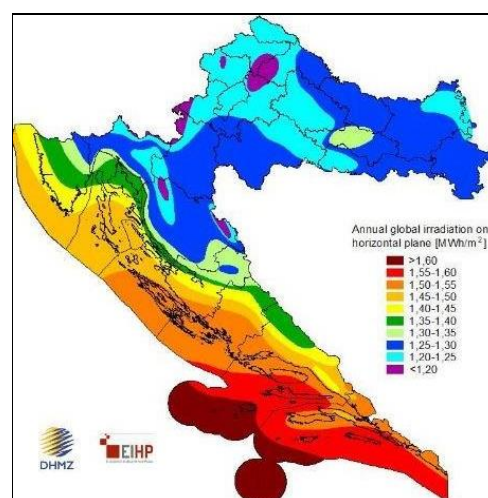 Annual global irradiation on
horizontal plane [MWh/m²]
>1,60
1,55-1,60
1,50-1,55
1,45-1,50
1,40-1,45
1,35-1,40
1,30-1,35
1,25-1,30
1,20-1,25
<1,20
DHMZ
EIHP